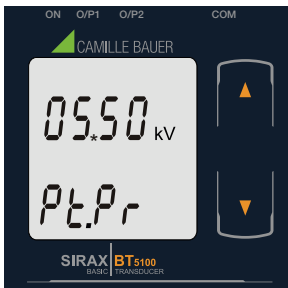 ON O/P1 O/P2 COM
CAMILLE BAUER
05.50 kV
*
Pt.Pr
SIRAX BT5100
BASIC TRANSDUCER